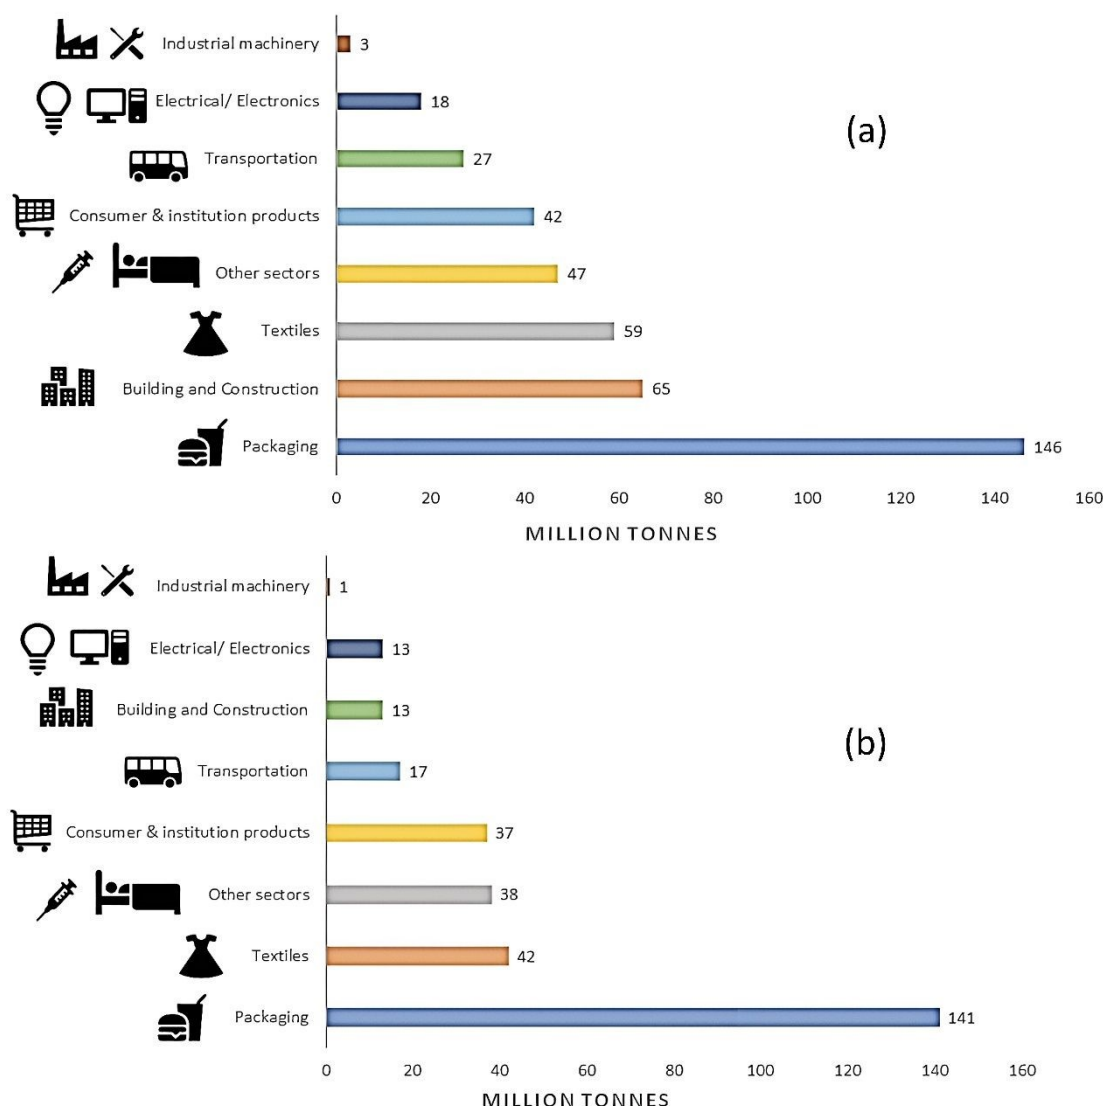 Industrial machinery 3
Electrical/ Electronics 18
(a)
Transportation 27
Consumer & institution products 42
Other sectors 47
Textiles 59
Building and Construction 65
Packaging 146
0 20 40 60 80 100 120 140 160
MILLION TONNES
Industrial machinery 1
Electrical/ Electronics 13
Building and Construction 13
(b)
Transportation 17
Consumer & institution products 37
Other sectors 38
Textiles 42
Packaging 141
0 20 40 60 80 100 120 140 160
MILLION TONNES